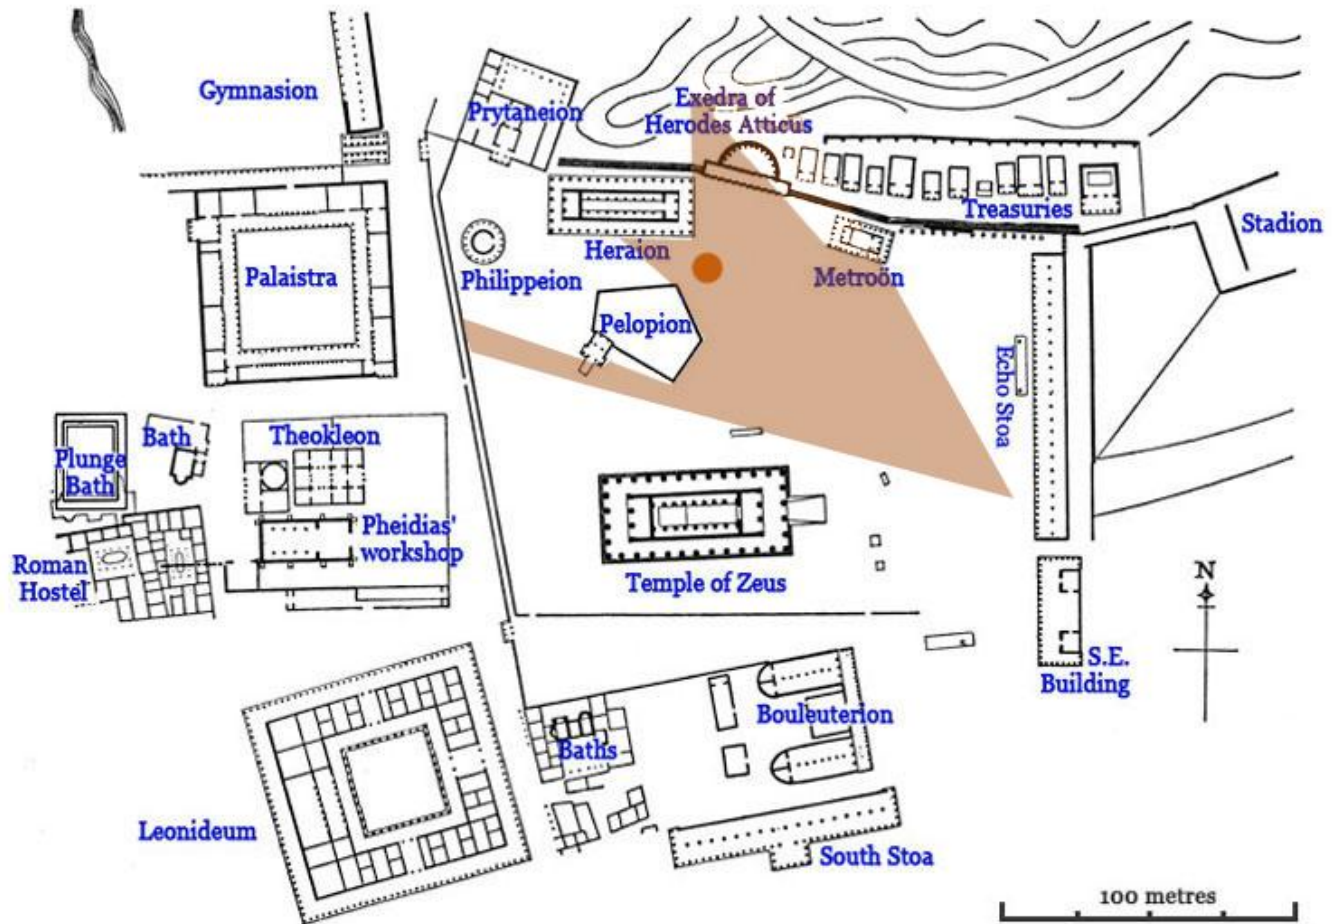 Gymnasion
Prytaneion
Exedra of
Herodes Atticus
Treasuries
Stadion
Palaistra
Philippeion
Heraion
Metroön
Pelopion
Echo Stoa
Plunge
Bath
Bath
Theokleon
Pheidias'
workshop
Roman
Hostel
Temple of Zeus
N
S.E.
Building
Bouleuterion
Baths
Leonideum
South Stoa
100 metres